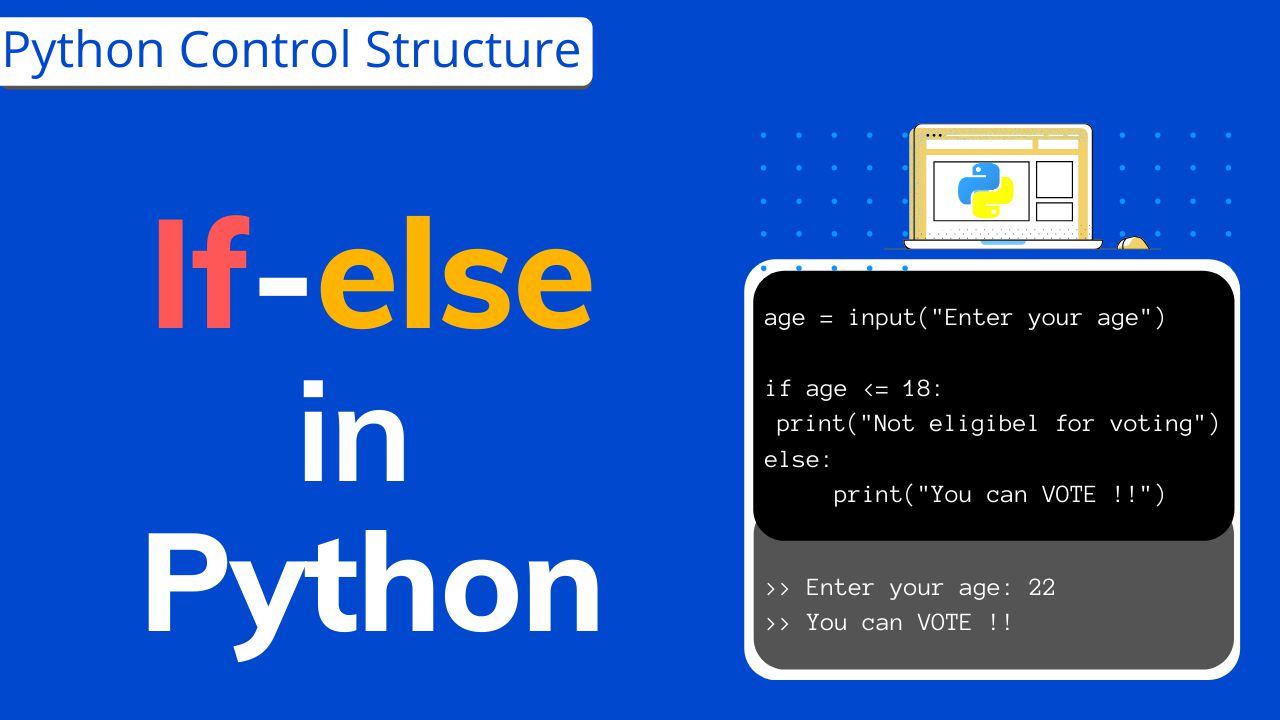 Python Control Structure
If-else
in
Python
age = input("Enter your age")
if age <= 18:
print("Not eligibel for voting")
else:
print("You can VOTE !!")
>> Enter your age: 22
>> You can VOTE !!